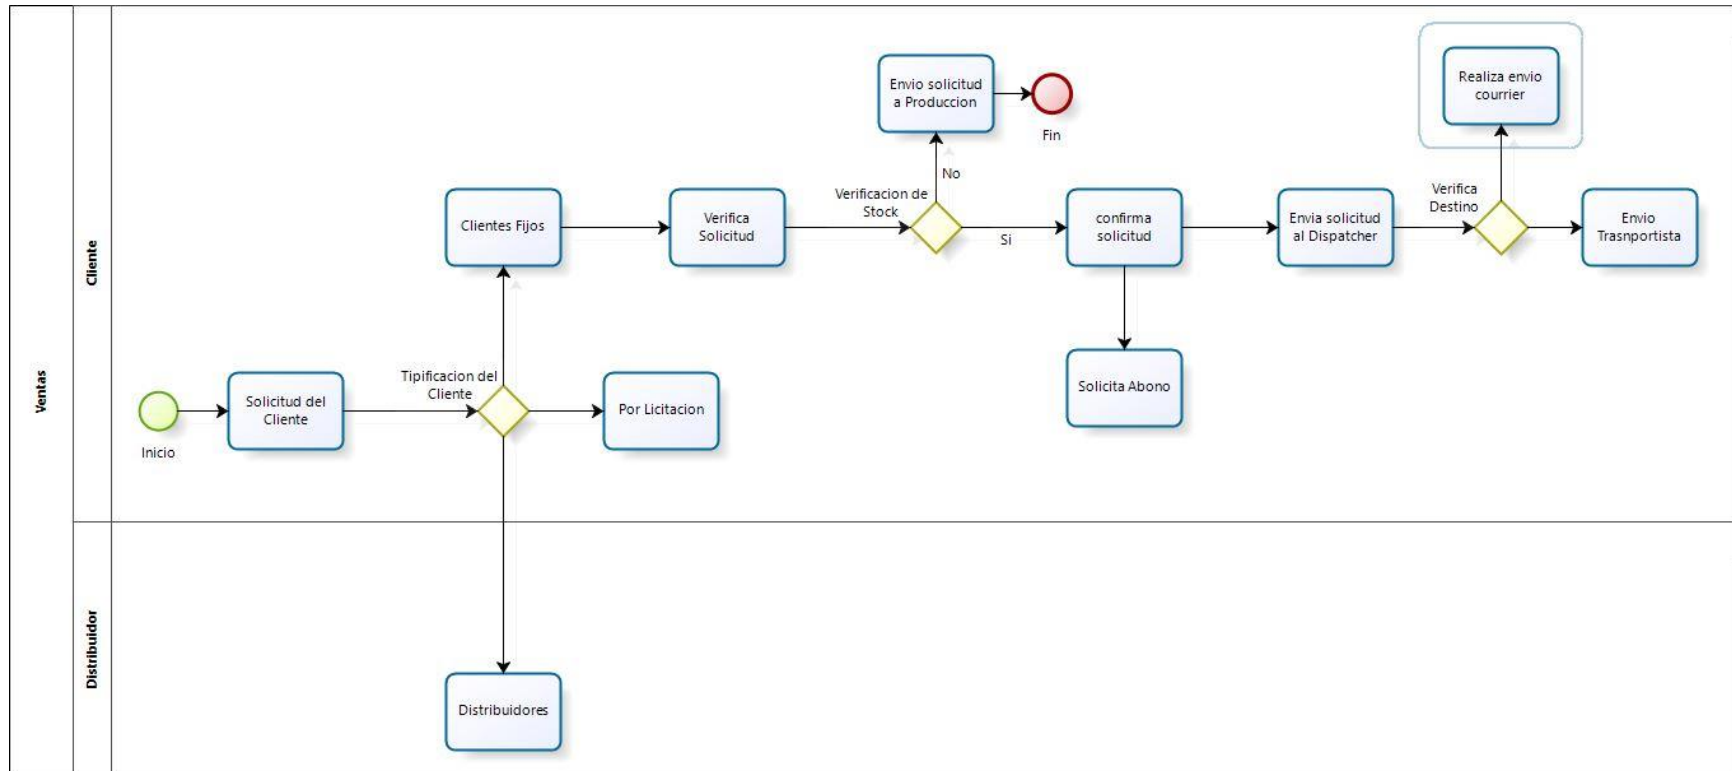 Ventas
Cliente
Distribuidor
Inicio
Solicitud del
Cliente
Tipificacion del
Cliente
Clientes Fijos
Por Licitacion
Distribuidores
Verifica
Solicitud
Verificacion de
Stock
No
Envio solicitud
a Produccion
Fin
Si
confirma
solicitud
Solicita Abono
Envia solicitud
al Dispatcher
Verifica
Destino
Realiza envio
courrier
Envio
Trasnportista